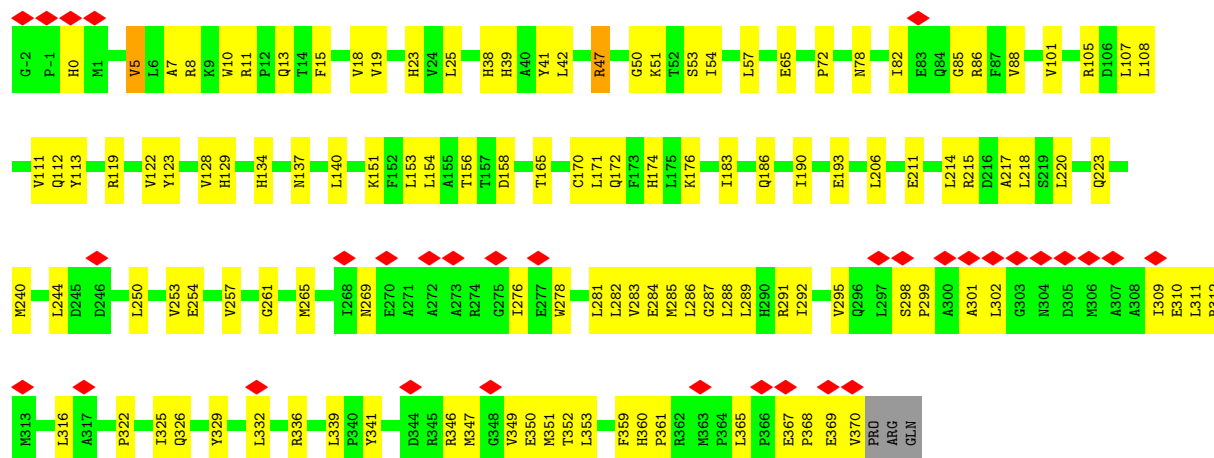 G-2 P-1 H0 M1 V5 L6 A7 R8 K9 W10 R11 P12 Q13 T14 F15 V18 V19 H23 V24 L25 H38 H39 A40 Y41 L42 R47 G50 K51 T52 S53 I54 L57 E65 P72 N78 I82 E83 Q84 G85 R86 F87 V88 V101 R105 D106 L107 L108
V111 Q112 Y113 R119 V122 Y123 V128 H129 H134 N137 L140 K151 F152 L153 L154 A155 T156 T157 D158 T165 C170 L171 Q172 F173 H174 L175 K176 I183 Q186 I190 E193 L206 E211 L214 R215 D216 A217 L218 S219 L220 Q223
M240 L244 D245 D246 L250 V253 E254 V257 G261 M265 I268 N269 E270 A271 A272 A273 R274 G275 I276 E277 W278 L281 L282 V283 E284 M285 L286 G287 L288 L289 H290 R291 I292 V295 Q296 L297 S298 P299 A300 A301 L302 G303 N304 D305 M306 A307 A308 I309 E310 L311
M313 L316 A317 P322 I325 Q326 Y329 L332 R336 L339 P340 Y341 D344 R345 R346 M347 G348 V349 E350 M351 T352 L353 F359 H360 P361 R362 M363 P364 L365 P366 E367 P368 E369 V370 PRO ARG GLN